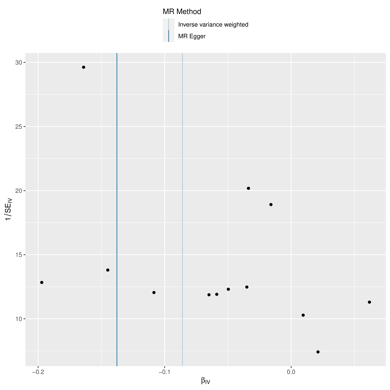 MR Method
Inverse variance weighted
MR Egger
30
25
20
15
10
1/SE_IV
−0.2
−0.1
0.0
β_IV